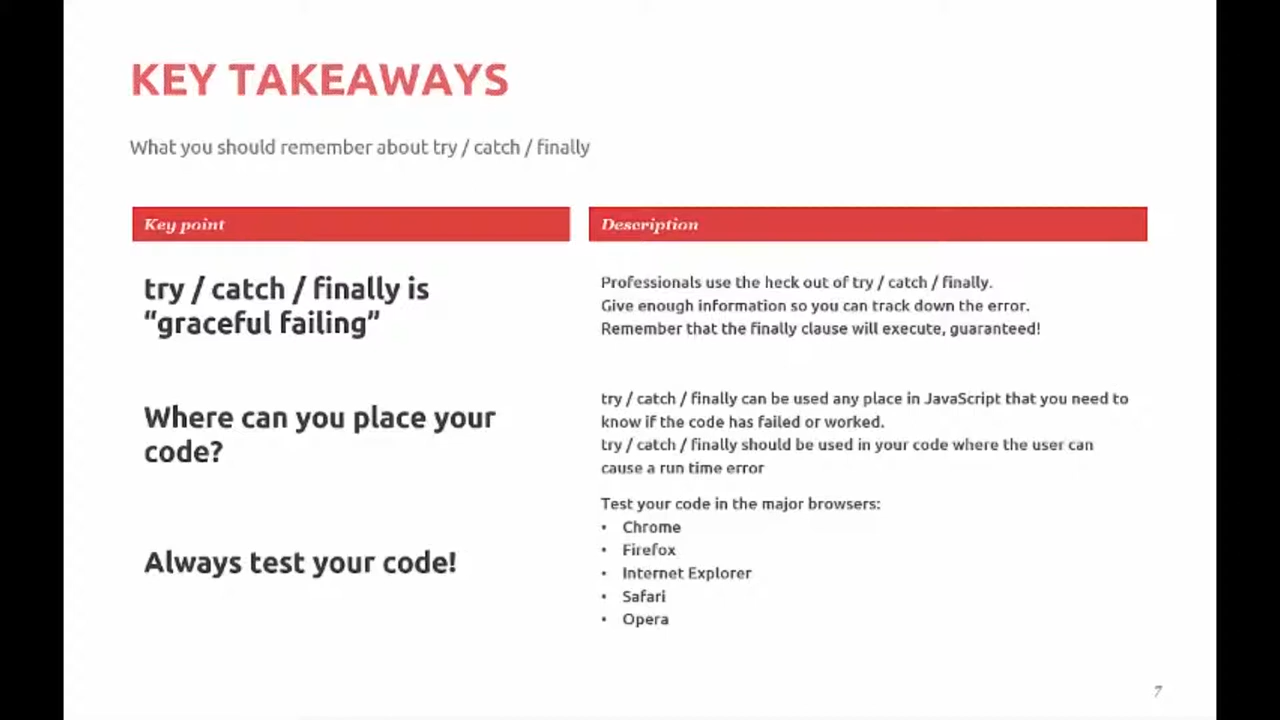 KEY TAKEAWAYS
What you should remember about try / catch / finally
Key point
Description
try / catch / finally is
“graceful failing”
Professionals use the heck out of try / catch / finally.
Give enough information so you can track down the error.
Remember that the finally clause will execute, guaranteed!
Where can you place your
code?
try / catch / finally can be used any place in JavaScript that you need to
know if the code has failed or worked.
try / catch / finally should be used in your code where the user can
cause a run time error
Always test your code!
Test your code in the major browsers:
• Chrome
• Firefox
• Internet Explorer
• Safari
• Opera
7